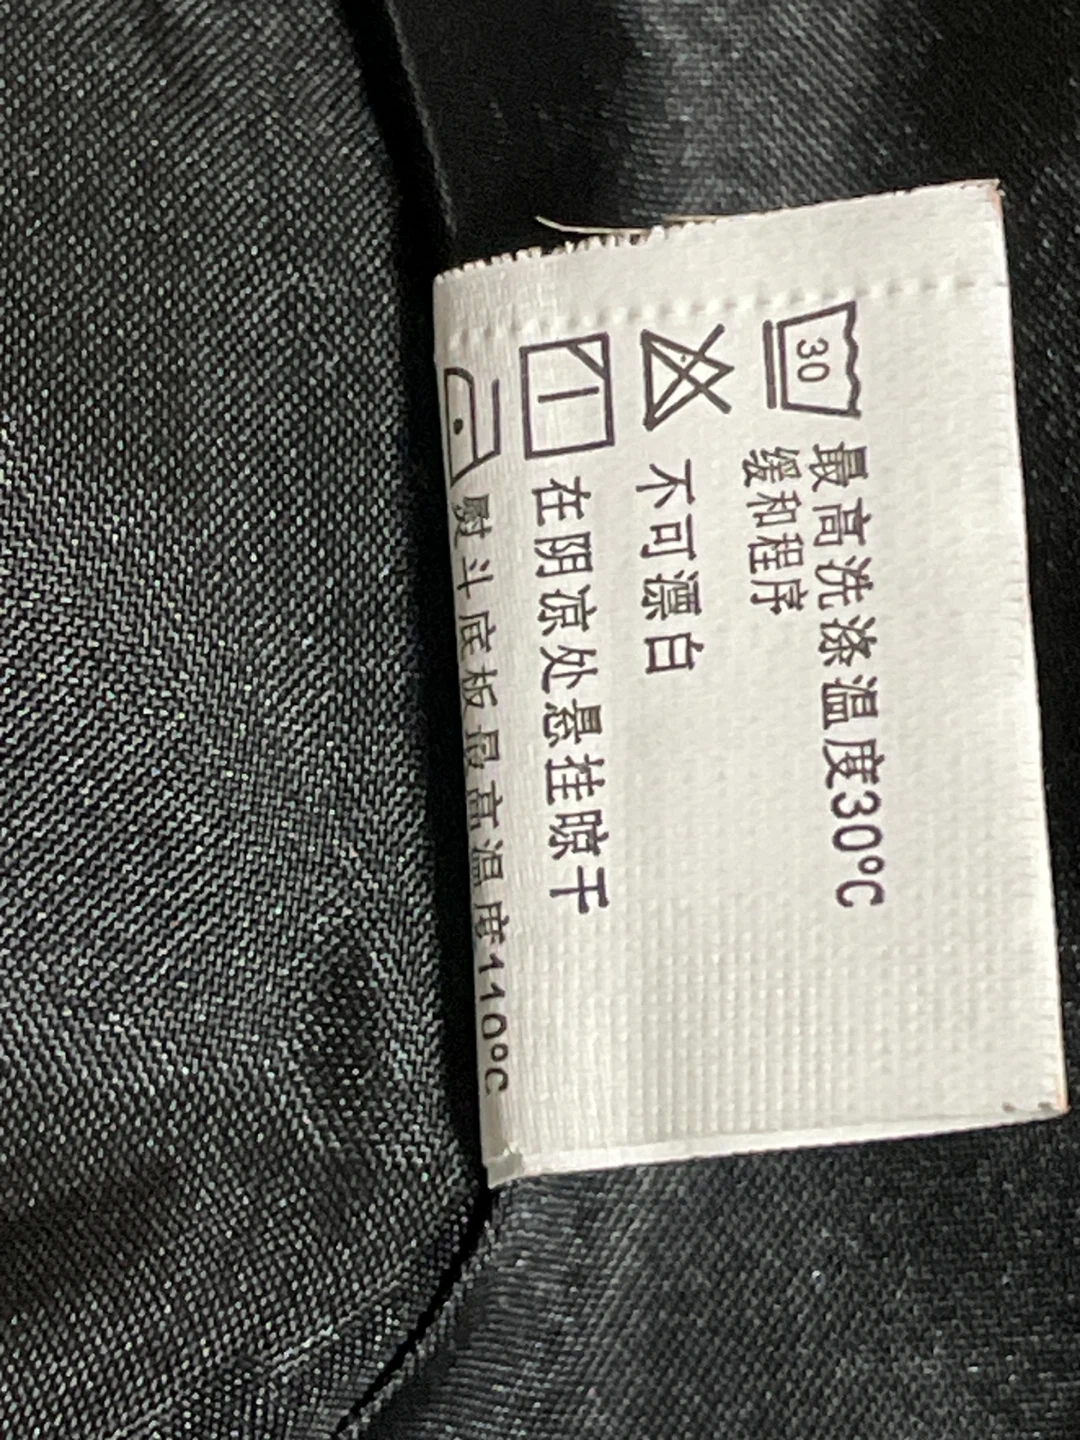 30
最高洗涤温度30℃
缓和程序
不可漂白
在阴凉处悬挂晾干
熨斗底板最高温度110℃